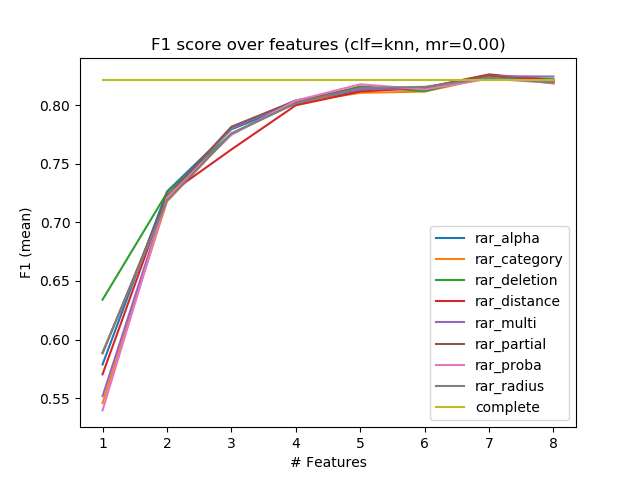 F1 score over features (clf=knn, mr=0.00)
F1 (mean)
0.80
0.75
0.70
0.65
0.60
0.55
rar_alpha
rar_category
rar_deletion
rar_distance
rar_multi
rar_partial
rar_proba
rar_radius
complete
1 2 3 4 5 6 7 8
# Features